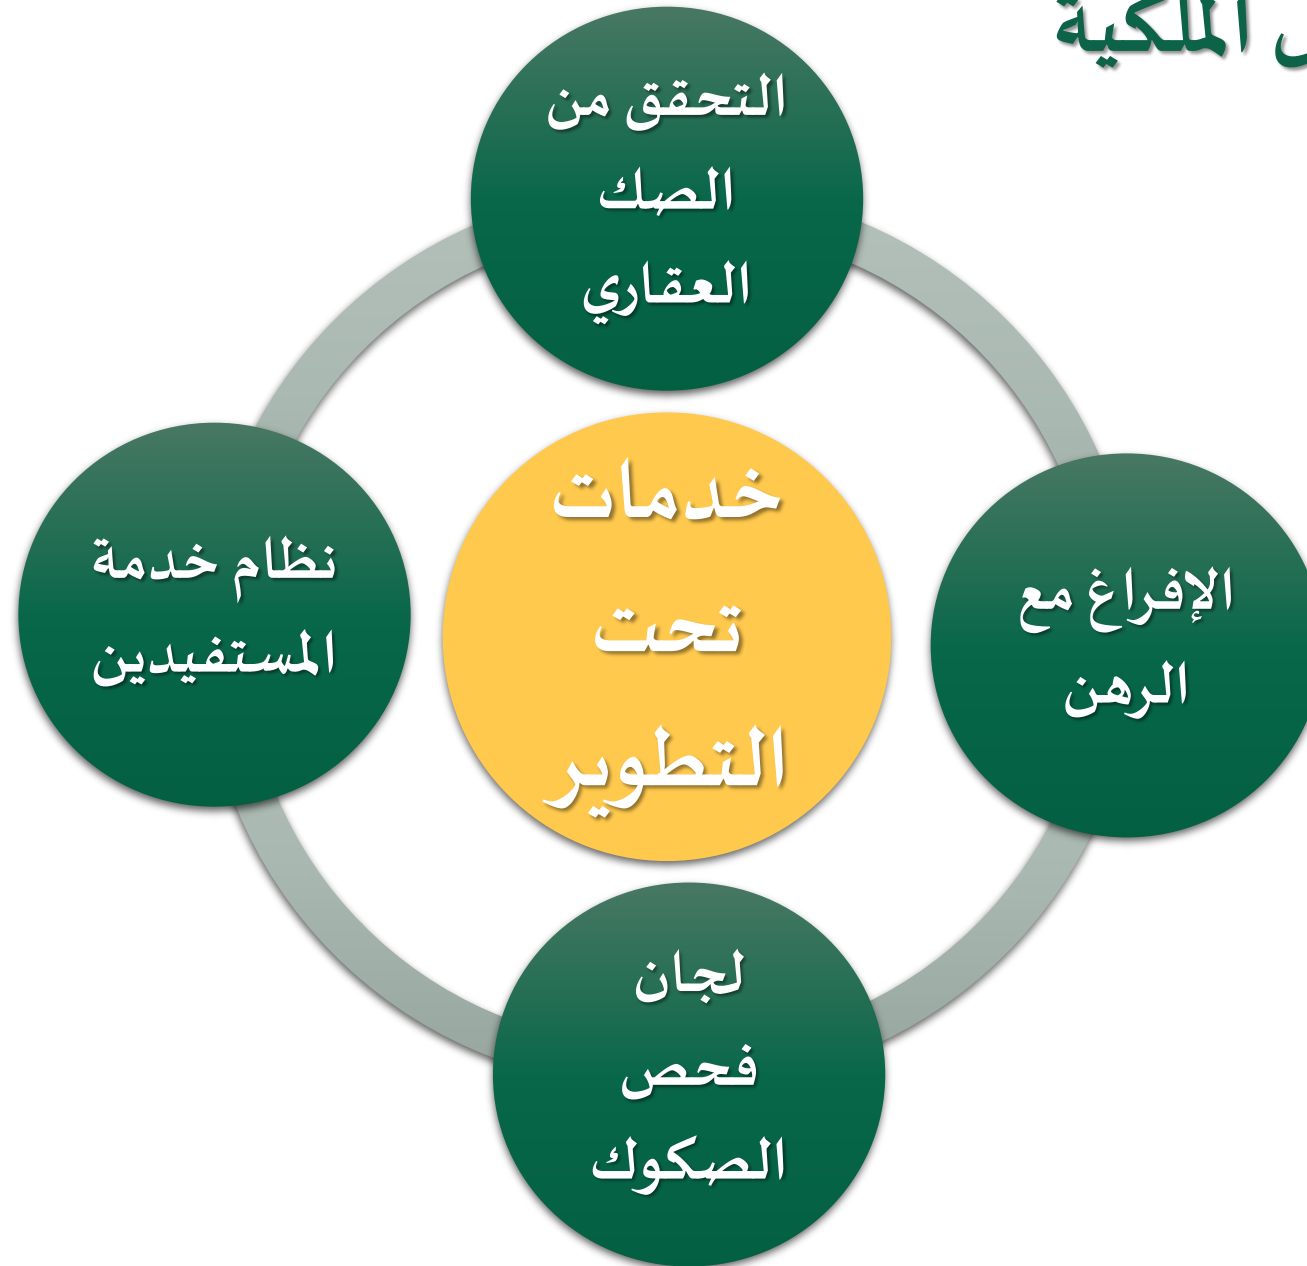 الملكية
التحقق من
الصك
العقاري
خدمات
تحت
التطوير
الإفراغ مع
الرهن
نظام خدمة
المستفيدين
لجان
فحص
الصكوك